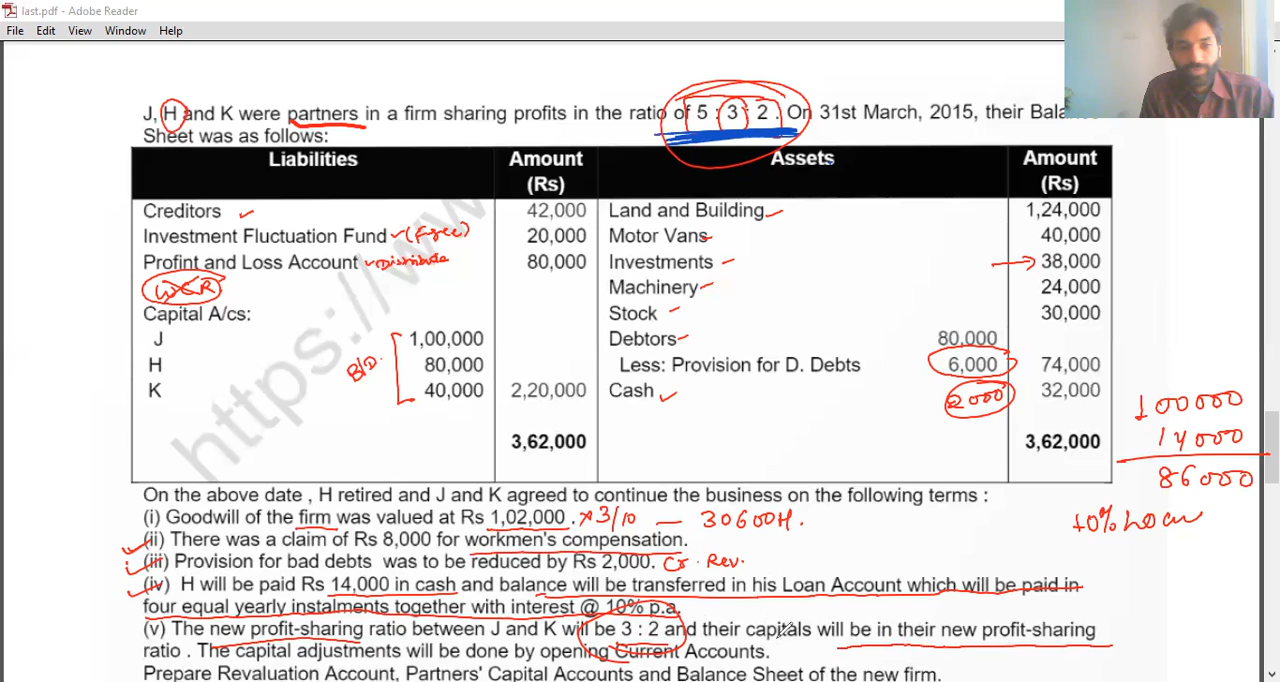 last.pdf - Adobe Reader
File Edit View Window Help
J, H and K were partners in a firm sharing profits in the ratio of 5 : 3 : 2 . On 31st March, 2015, their Bala
Sheet was as follows:
Liabilities Amount (Rs) Assets Amount (Rs)
Creditors 42,000 Land and Building 1,24,000
Investment Fluctuation Fund (Free) 20,000 Motor Vans 40,000
Profint and Loss Account Distribute 80,000 Investments 38,000
WCR Machinery 24,000
Capital A/cs: Stock 30,000
J 1,00,000 Debtors 80,000
B/D. H 80,000 Less: Provision for D. Debts 6,000 74,000
K 40,000 2,20,000 Cash 2000 32,000
3,62,000 3,62,000
100000
14000
86000
10% Loan
https://www
On the above date , H retired and J and K agreed to continue the business on the following terms :
(i) Goodwill of the firm was valued at Rs 1,02,000 . x 3/10 — 30600 H.
(ii) There was a claim of Rs 8,000 for workmen's compensation.
(iii) Provision for bad debts was to be reduced by Rs 2,000. Cr. Rev.
(iv) H will be paid Rs 14,000 in cash and balance will be transferred in his Loan Account which will be paid in
four equal yearly instalments together with interest @ 10% p.a.
(v) The new profit-sharing ratio between J and K will be 3 : 2 and their capitals will be in their new profit-sharing
ratio . The capital adjustments will be done by opening Current Accounts.
Prepare Revaluation Account, Partners' Capital Accounts and Balance Sheet of the new firm.